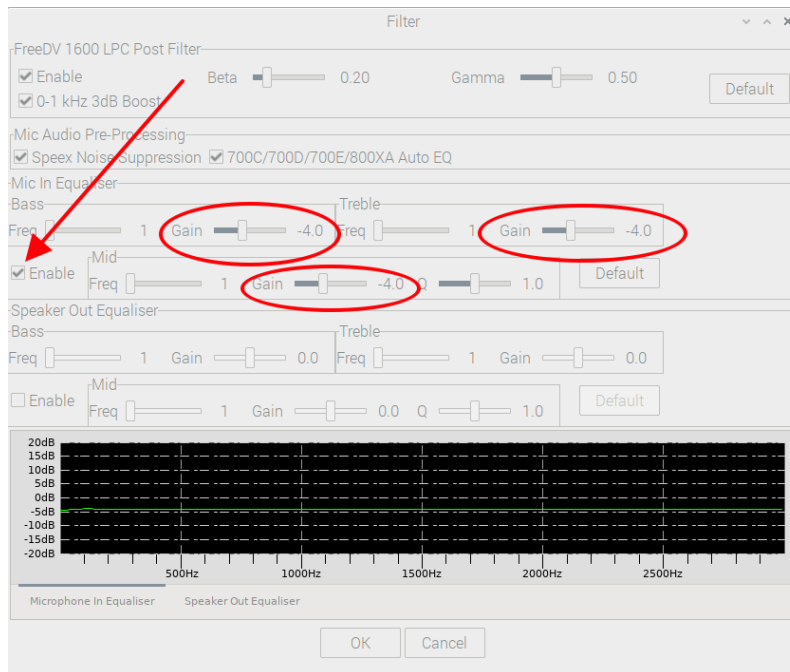 Filter
FreeDV 1600 LPC Post Filter
Enable Beta 0.20 Gamma 0.50
0-1 kHz 3dB Boost Default
Mic Audio Pre-Processing
Speex Noise Suppression 700C/700D/700E/800XA Auto EQ
Mic In Equaliser
Bass Treble
Freq 1 Gain -4.0 Freq 1 Gain -4.0
Mid
Enable Freq 1 Gain -4.0 Q 1.0 Default
Speaker Out Equaliser
Bass Treble
Freq 1 Gain 0.0 Freq 1 Gain 0.0
Mid
Enable Freq 1 Gain 0.0 Q 1.0 Default
20dB
15dB
10dB
5dB
0dB
-5dB
-10dB
-15dB
-20dB
500Hz 1000Hz 1500Hz 2000Hz 2500Hz
Microphone In Equaliser Speaker Out Equaliser
OK Cancel